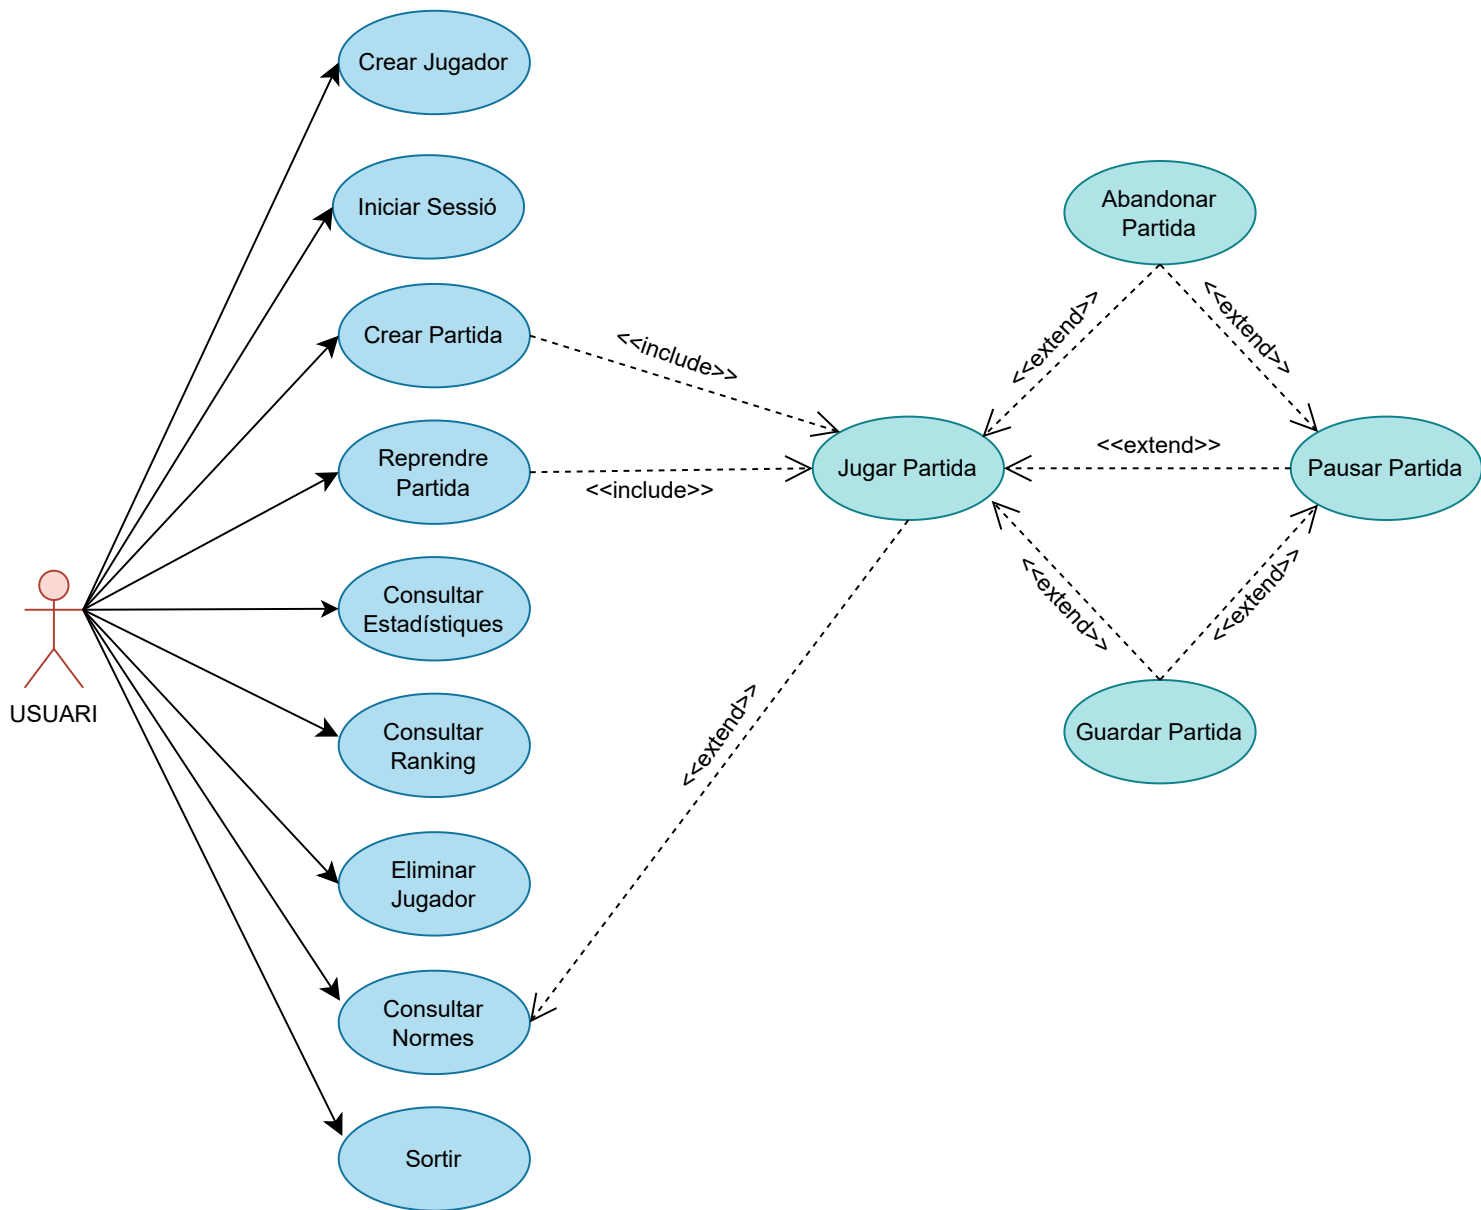 Crear Jugador
Iniciar Sessió
Crear Partida
Reprendre
Partida
Consultar
Estadístiques
Consultar
Ranking
Eliminar
Jugador
Consultar
Normes
Sortir
USUARI
<<include>>
<<include>>
<<extend>>
Jugar Partida
Abandonar
Partida
<<extend>>
<<extend>>
<<extend>>
Pausar Partida
<<extend>>
<<extend>>
Guardar Partida